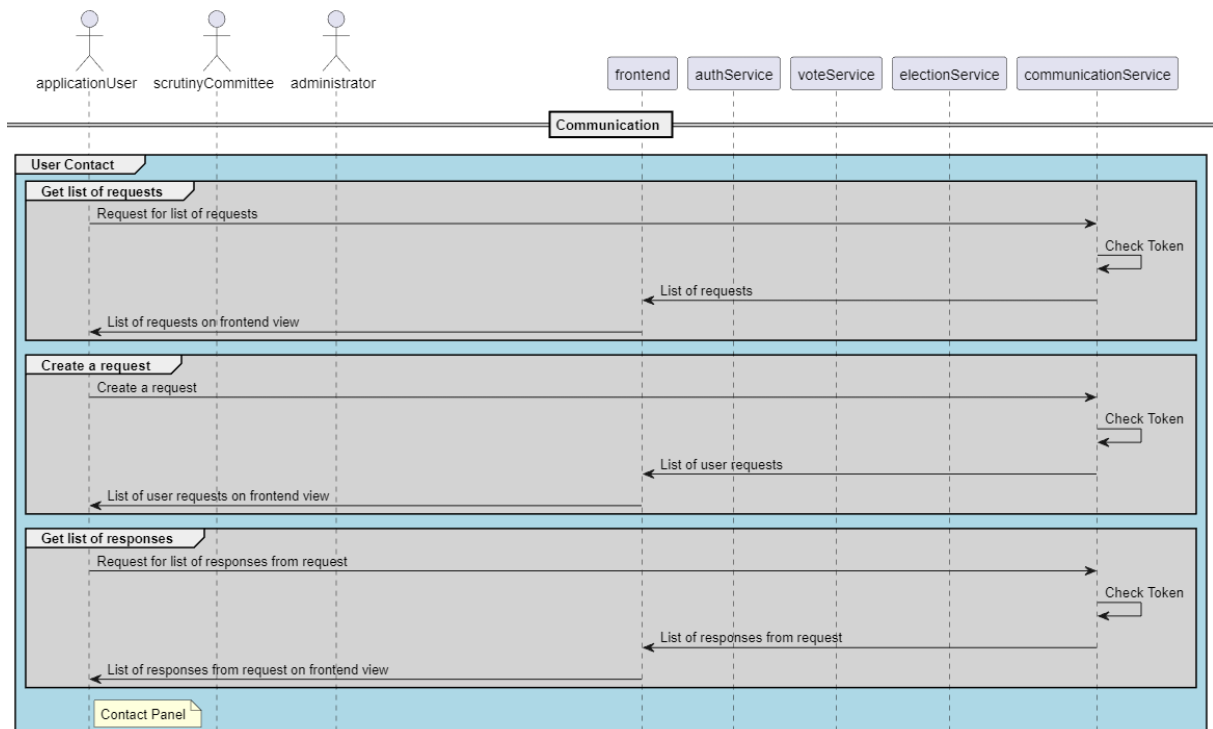 applicationUser scrutinyCommittee administrator frontend authService voteService electionService communicationService
Communication
User Contact
Get list of requests
Request for list of requests
Check Token
List of requests
List of requests on frontend view
Create a request
Create a request
Check Token
List of user requests
List of user requests on frontend view
Get list of responses
Request for list of responses from request
Check Token
List of responses from request
List of responses from request on frontend view
Contact Panel